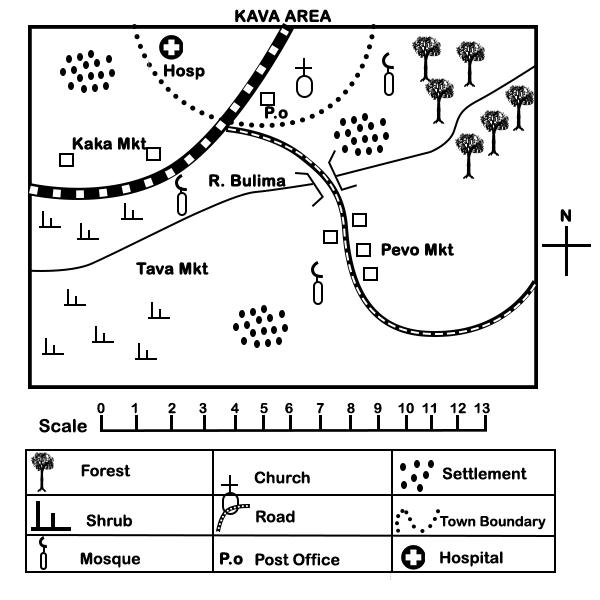 KAVA AREA
Hosp
P.o
Kaka Mkt
R. Bulima
N
Pevo Mkt
Tava Mkt
0 1 2 3 4 5 6 7 8 9 10 11 12 13
Scale
Forest
Church
Settlement
Shrub
Road
Town Boundary
Mosque
P.o Post Office
Hospital